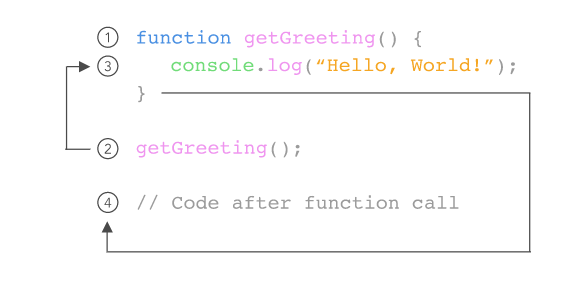 ① function getGreeting() {
③ console.log(“Hello, World!”);
}
② getGreeting();
④ // Code after function call